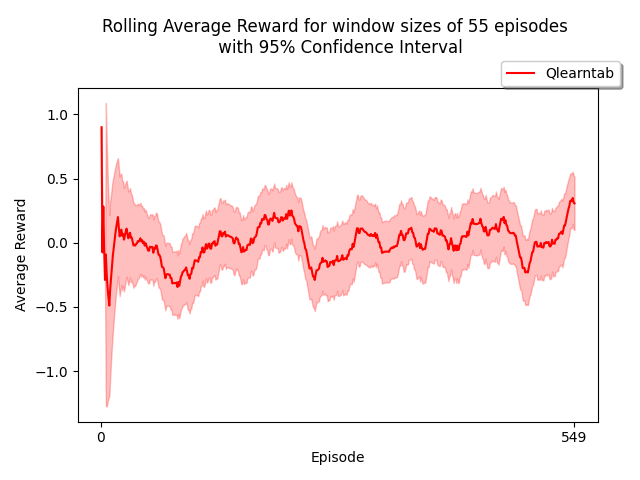 Rolling Average Reward for window sizes of 55 episodes
with 95% Confidence Interval
Qlearntab
1.0
0.5
0.0
−0.5
−1.0
Average Reward
0
549
Episode